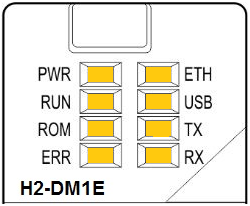 PWR ETH
RUN USB
ROM TX
ERR RX
H2-DM1E